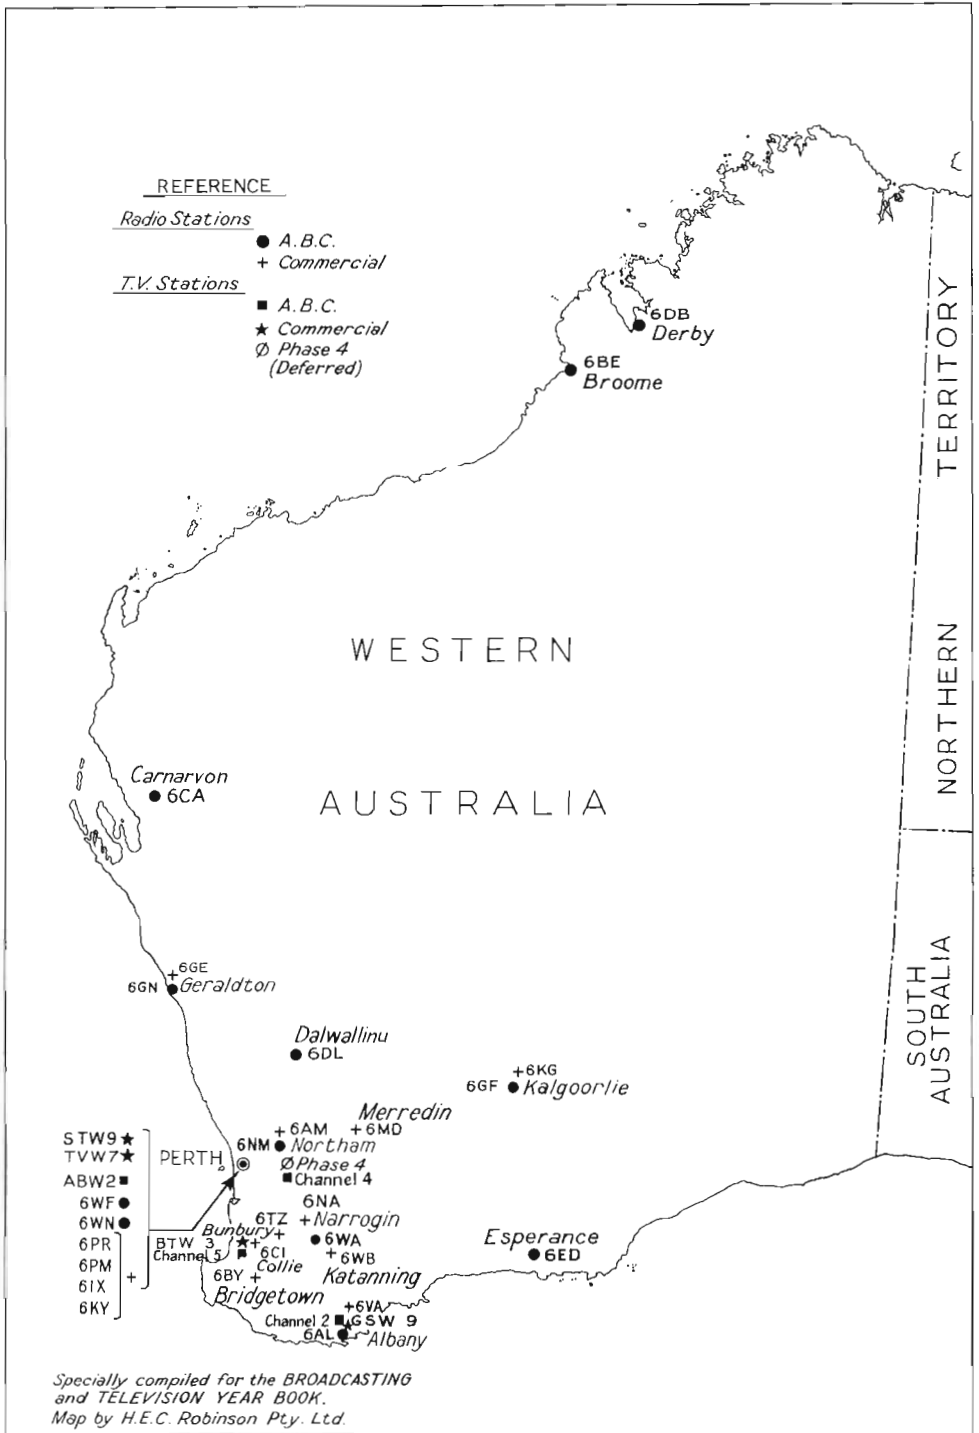 REFERENCE
Radio Stations
● A.B.C.
+ Commercial
T.V. Stations
■ A.B.C.
★ Commercial
Ø Phase 4
(Deferred)
6DB
Derby
6BE
Broome
TERRITORY
NORTHERN
WESTERN
AUSTRALIA
Carnarvon
6CA
SOUTH
AUSTRALIA
6GE
6GN Geraldton
Dalwallinu
6DL
+6KG
6GF Kalgoorlie
Merredin
+6AM +6MD
6NM Northam
Ø Phase 4
Channel 4
STW9★
TVW7★
PERTH
ABW2■
6WF●
6WN●
6PR
6PM
6IX
6KY
+
6NA
+Narrogin
6TZ
Bunbury
BTW 3
Channel 5
6WA
6CI
Collie
+6WB
Katanning
6BY+
Bridgetown
Esperance
6ED
+6VA
Channel 2 ■ GSW 9
6AL Albany
Specially compiled for the BROADCASTING
and TELEVISION YEAR BOOK.
Map by H.E.C. Robinson Pty. Ltd.